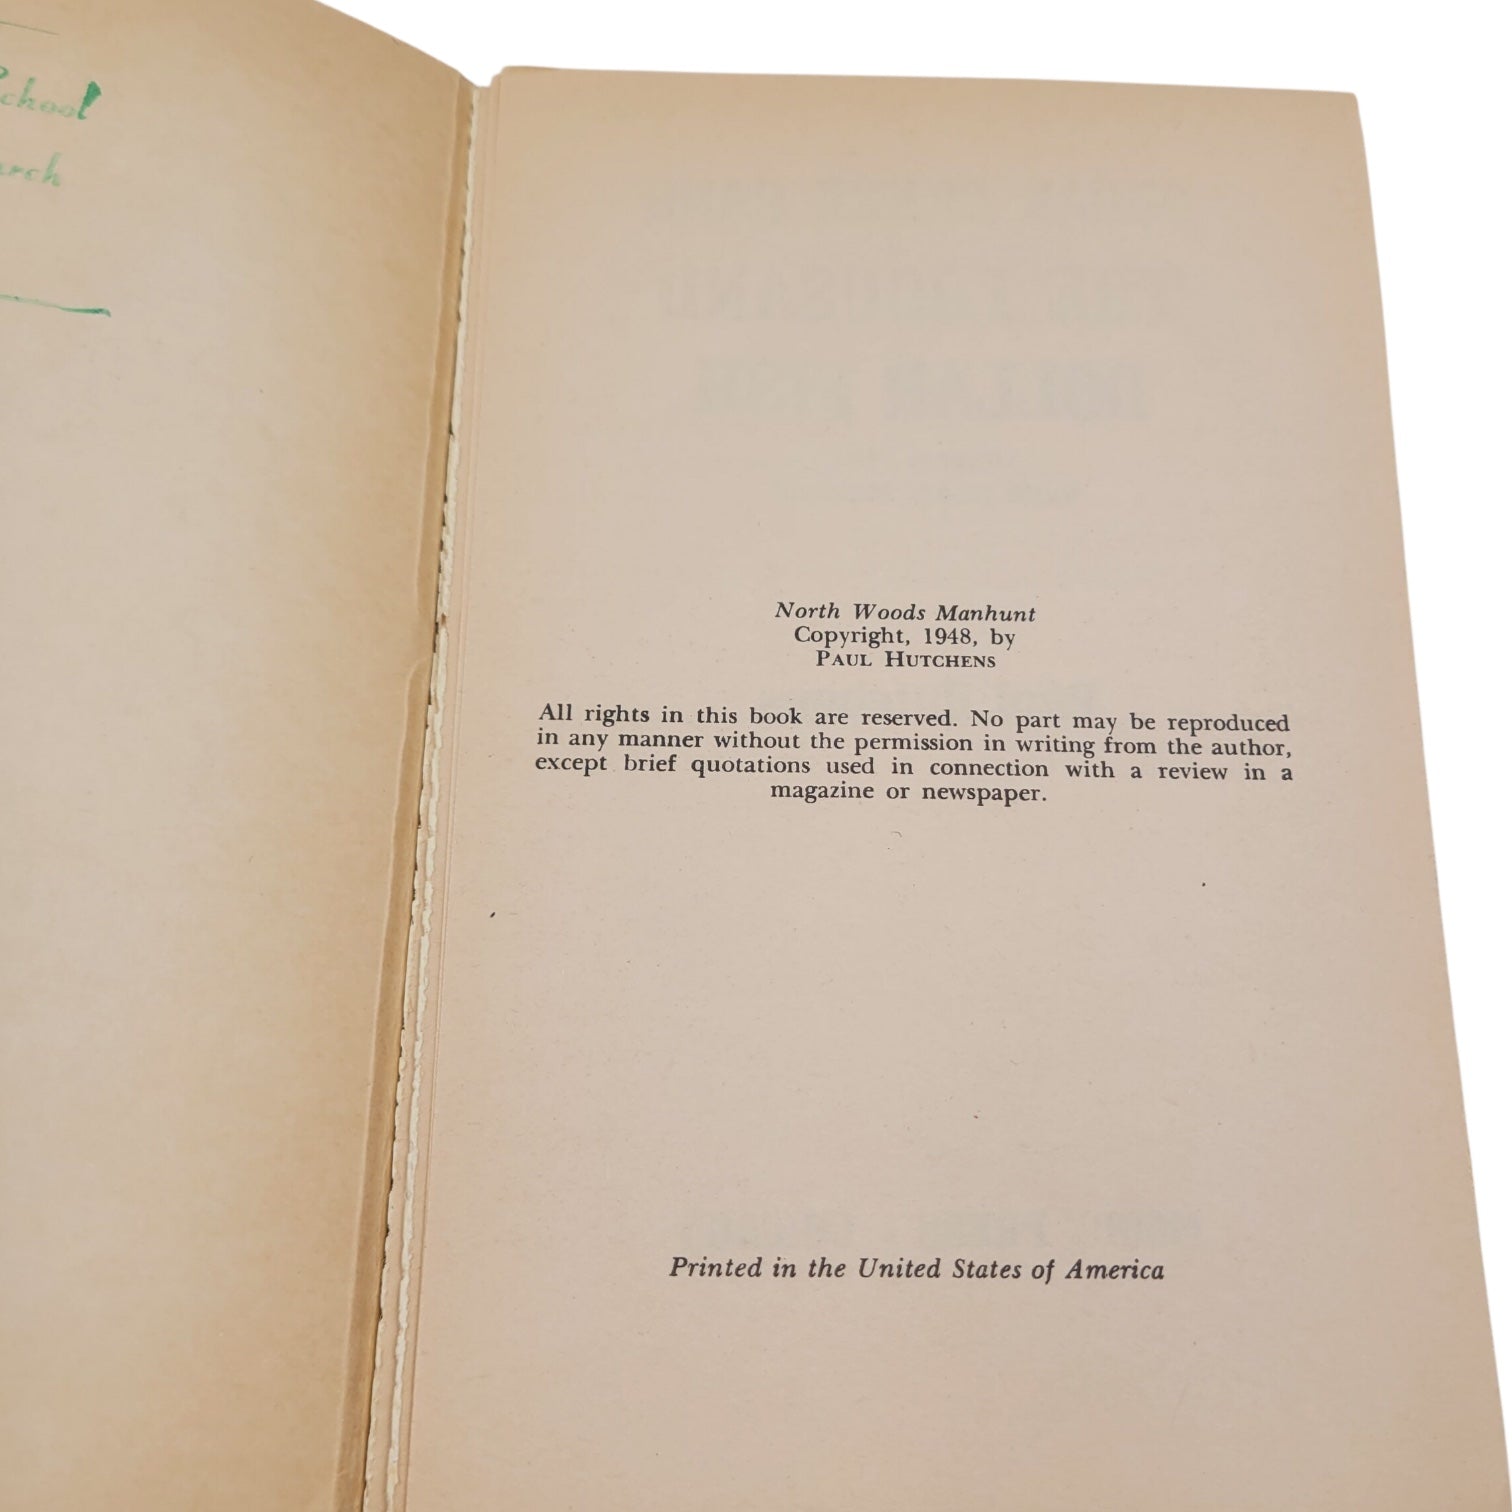 School
North Woods Manhunt
Copyright, 1948, by
PAUL HUTCHENS
All rights in this book are reserved. No part may be reproduced
in any manner without the permission in writing from the author,
except brief quotations used in connection with a review in a
magazine or newspaper.
Printed in the United States of America